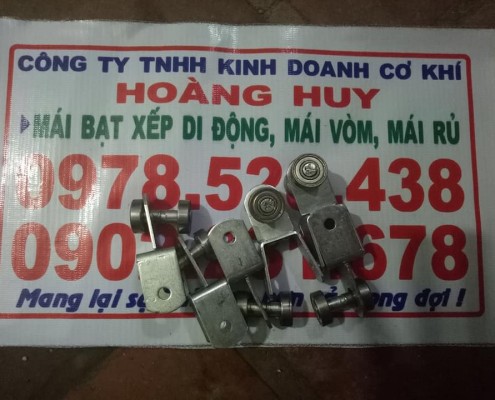 CÔNG TY TNHH KINH DOANH CƠ KHÍ
HOÀNG HUY
MÁI BẠT XẾP DI ĐỘNG, MÁI VÒM, MÁI RỦ
0978.52 .438
090 678
Mang lại đợi !